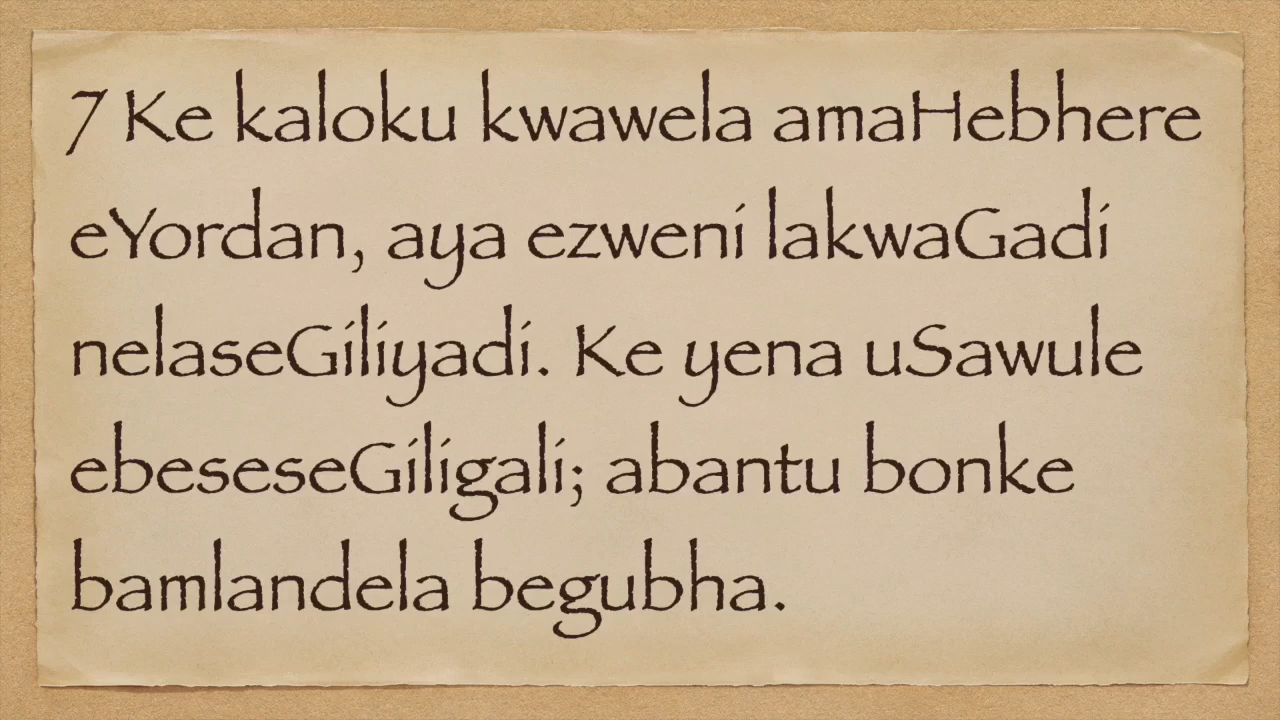 7 Ke kaloku kwawela amaHebhere
eYordan, aya ezweni lakwaGadi
nelaseGiliyadi. Ke yena uSawule
ebeseseGiligali; abantu bonke
bamlandela begubha.